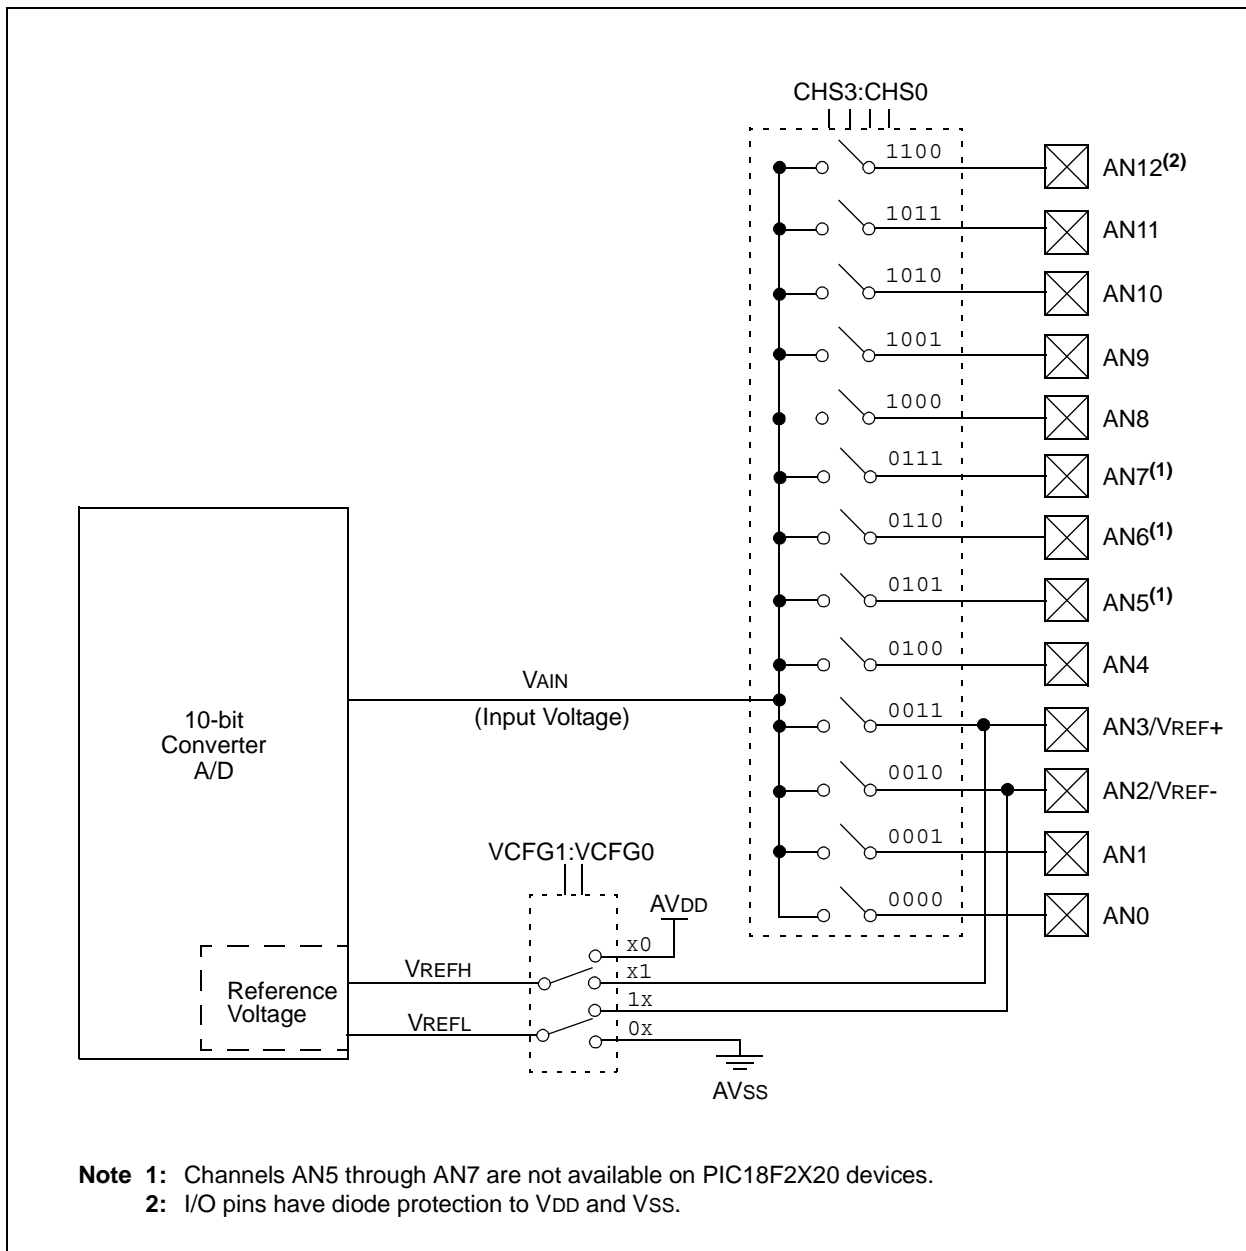 CHS3:CHS0
1100
AN12(2)
1011
AN11
1010
AN10
1001
AN9
1000
AN8
0111
AN7(1)
0110
AN6(1)
0101
AN5(1)
0100
AN4
VAIN
(Input Voltage)
0011
AN3/VREF+
10-bit
Converter
A/D
0010
AN2/VREF-
0001
AN1
VCFG1:VCFG0
0000
AN0
AVDD
x0
VREFH
x1
Reference
Voltage
1x
VREFL
0x
AVSS
Note 1: Channels AN5 through AN7 are not available on PIC18F2X20 devices.
2: I/O pins have diode protection to VDD and VSS.